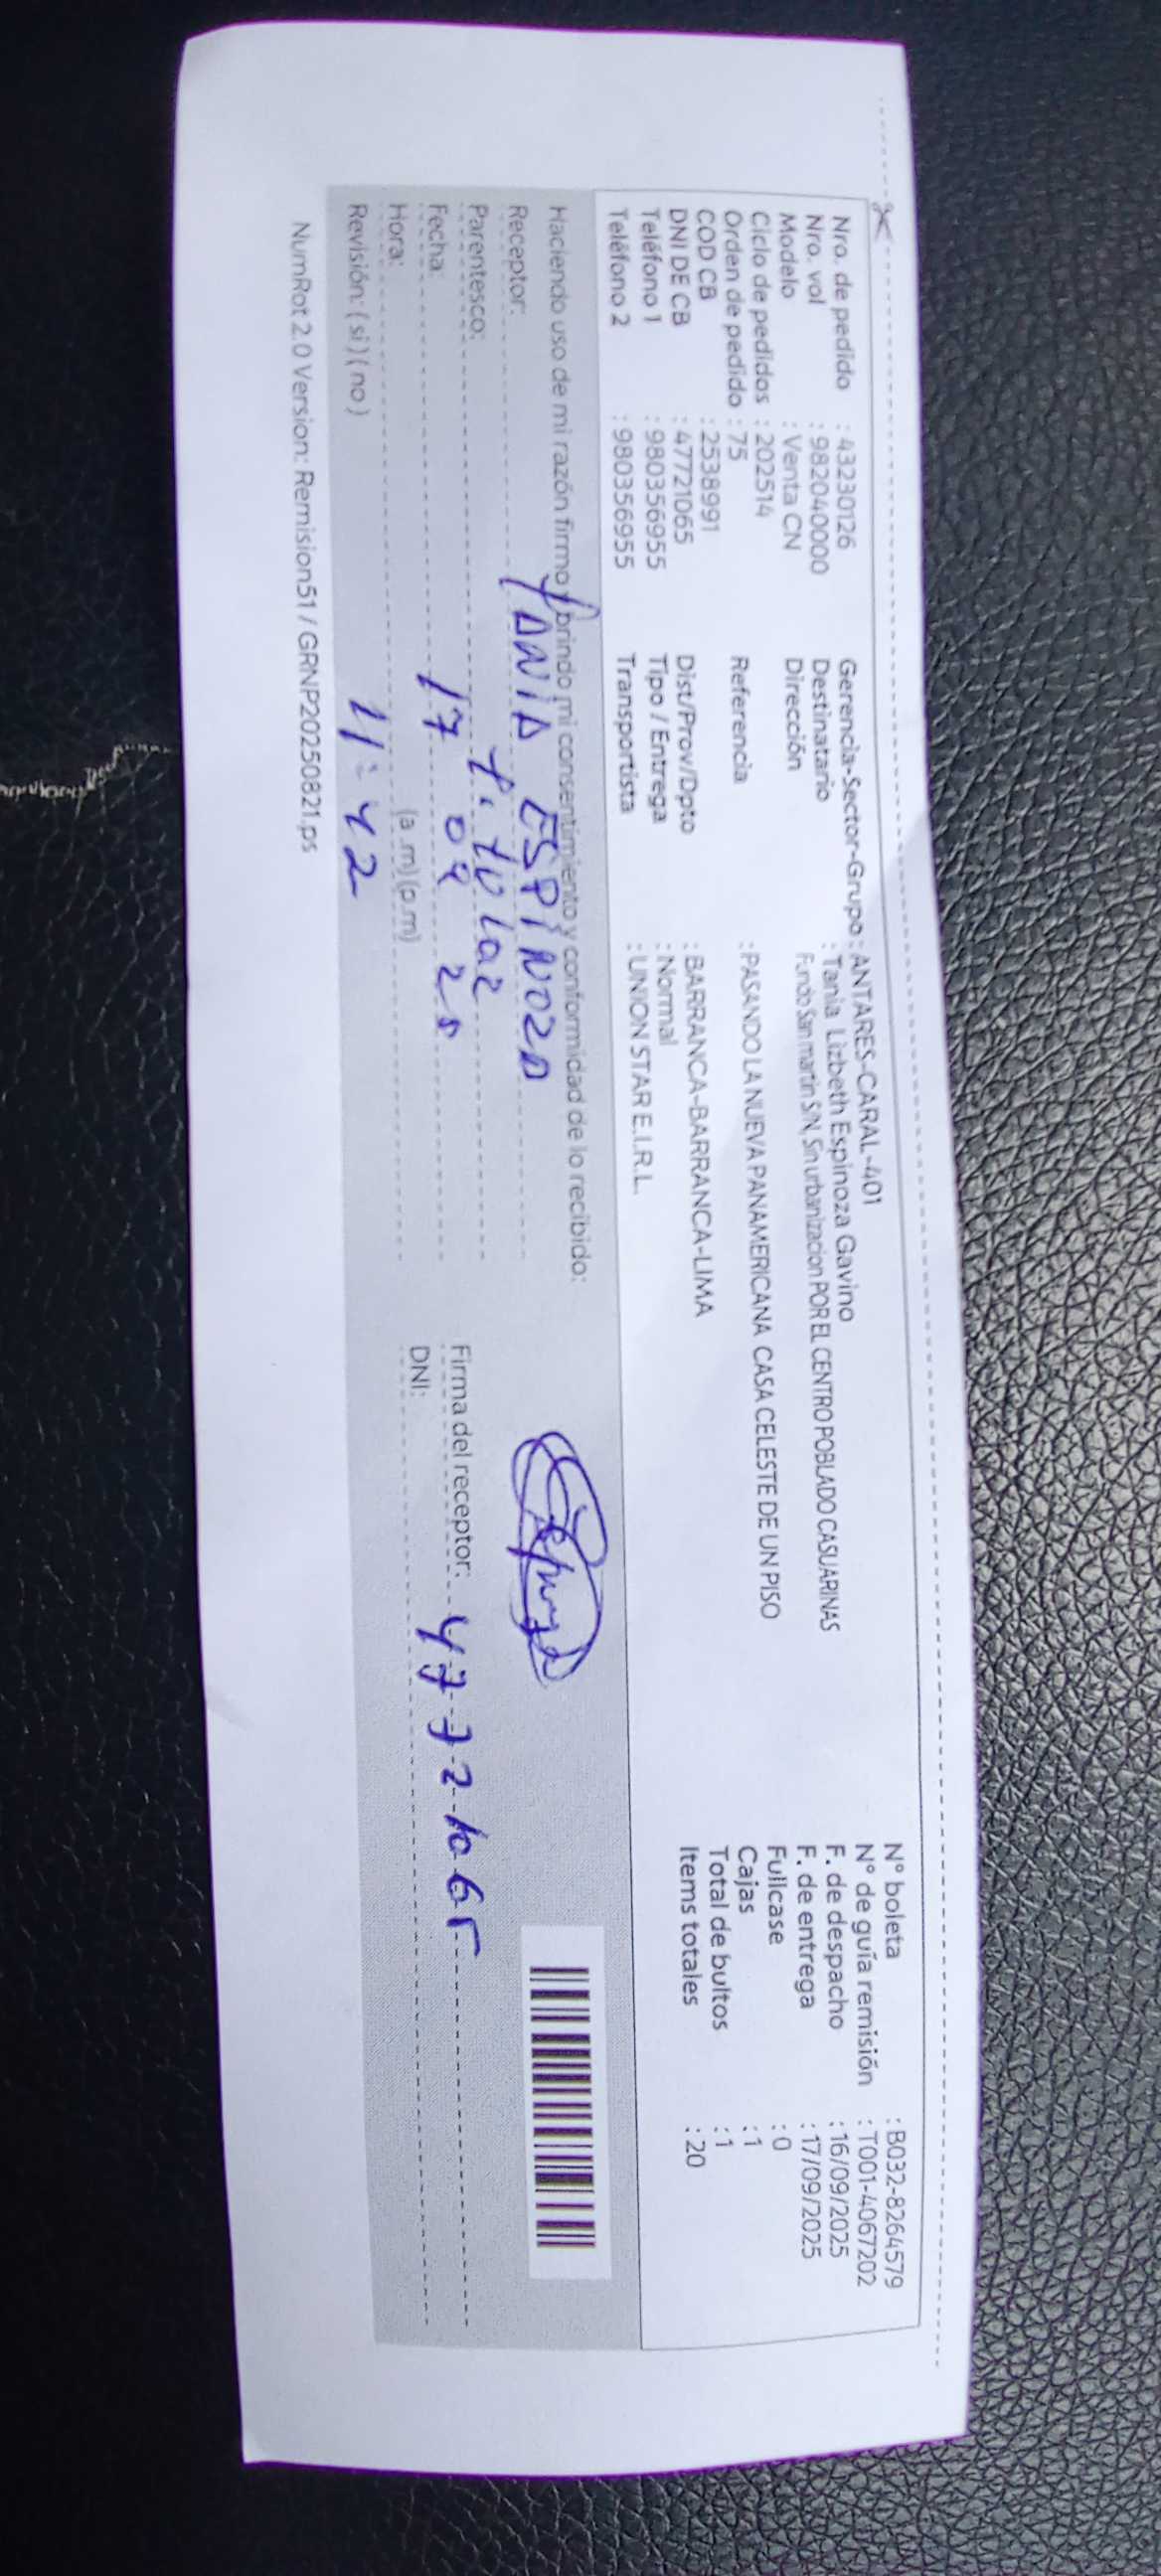 Nro. de pedido : 43230126
Nro. vol : 982040000
Modelo : Venta CN
Ciclo de pedidos : 202514
Orden de pedido : 75
COD CB : 2538991
DNI DE CB : 47721065
Teléfono 1 : 980356955
Teléfono 2 : 980356955
Gerencia-Sector-Grupo : ANTARES-CARAL-401
Destinatario : Tania Lizbeth Espinoza Gavino
Dirección : Fundo San martin S/N, Sin urbanizacion POR EL CENTRO POBLADO CASUARINAS
Referencia : PASANDO LA NUEVA PANAMERICANA CASA CELESTE DE UN PISO
Dist/Prov/Dpto : BARRANCA-BARRANCA-LIMA
Tipo / Entrega : Normal
Transportista : UNION STAR E.I.R.L.
N° boleta : B032-8264579
N° de guía remisión : T001-4067202
F. de despacho : 16/09/2025
F. de entrega : 17/09/2025
Fullcase : 0
Cajas : 1
Total de bultos : 1
Items totales : 20
Haciendo uso de mi razón firmo y brindo mi consentimiento y conformidad de lo recibido:
Receptor: TANIA ESPINOZA
Parentesco: Titular
Fecha: 17 09 25
Hora: 11:42 (a .m) (p.m)
Revisión: ( si ) ( no )
Firma del receptor:
DNI: 47721065
NumRot 2.0 Version: Remision51 / GRNP20250821.ps